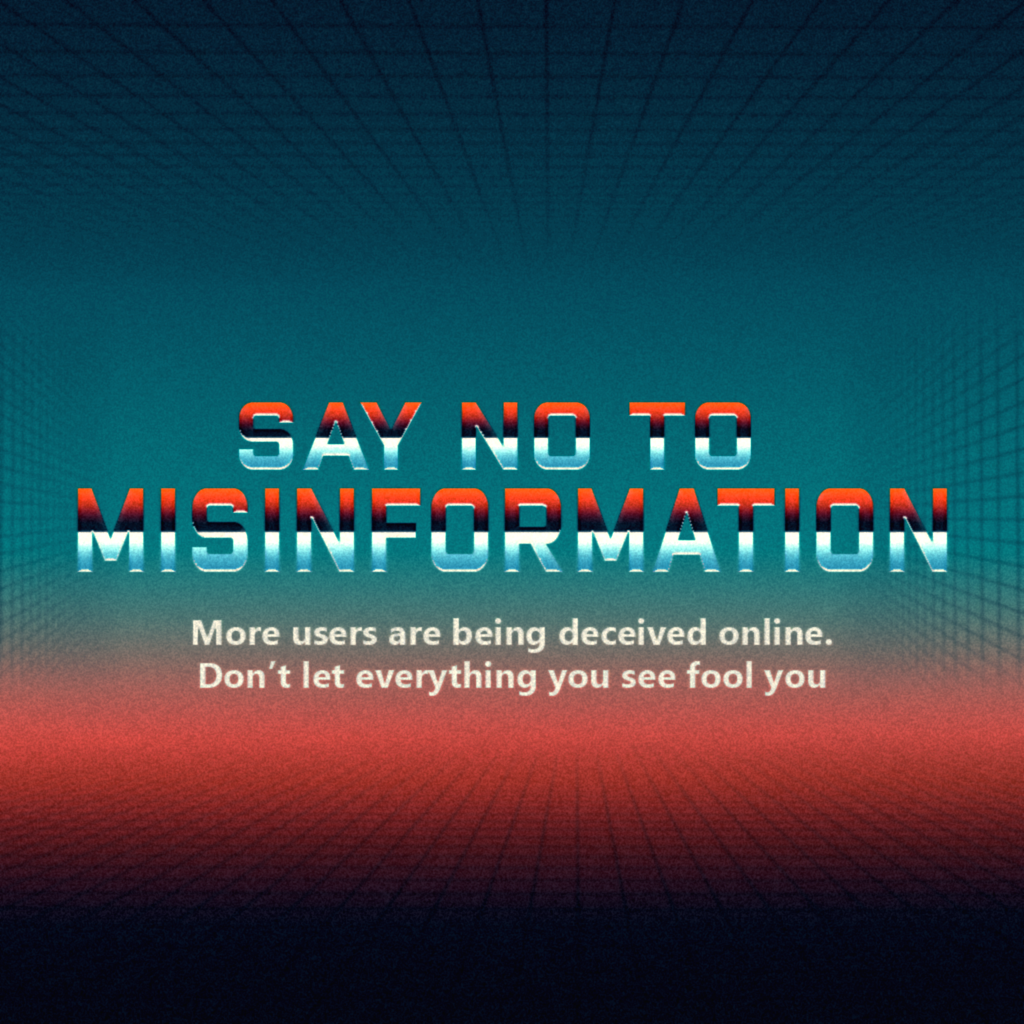 SAY NO TO
MISINFORMATION
More users are being deceived online.
Don’t let everything you see fool you